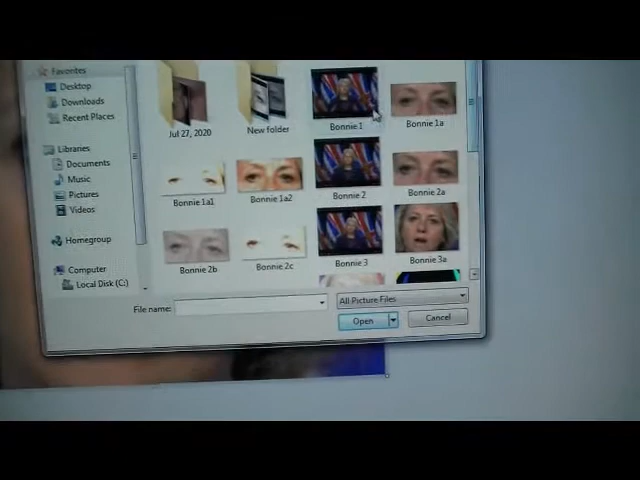 Favorites
Desktop
Downloads
Recent Places
Libraries
Documents
Music
Pictures
Videos
Homegroup
Computer
Local Disk (C:)
Jul 27, 2020
New folder
Bonnie 1
Bonnie 1a
Bonnie 1a1
Bonnie 1a2
Bonnie 2
Bonnie 2a
Bonnie 2b
Bonnie 2c
Bonnie 3
Bonnie 3a
File name:
All Picture Files
Open
Cancel